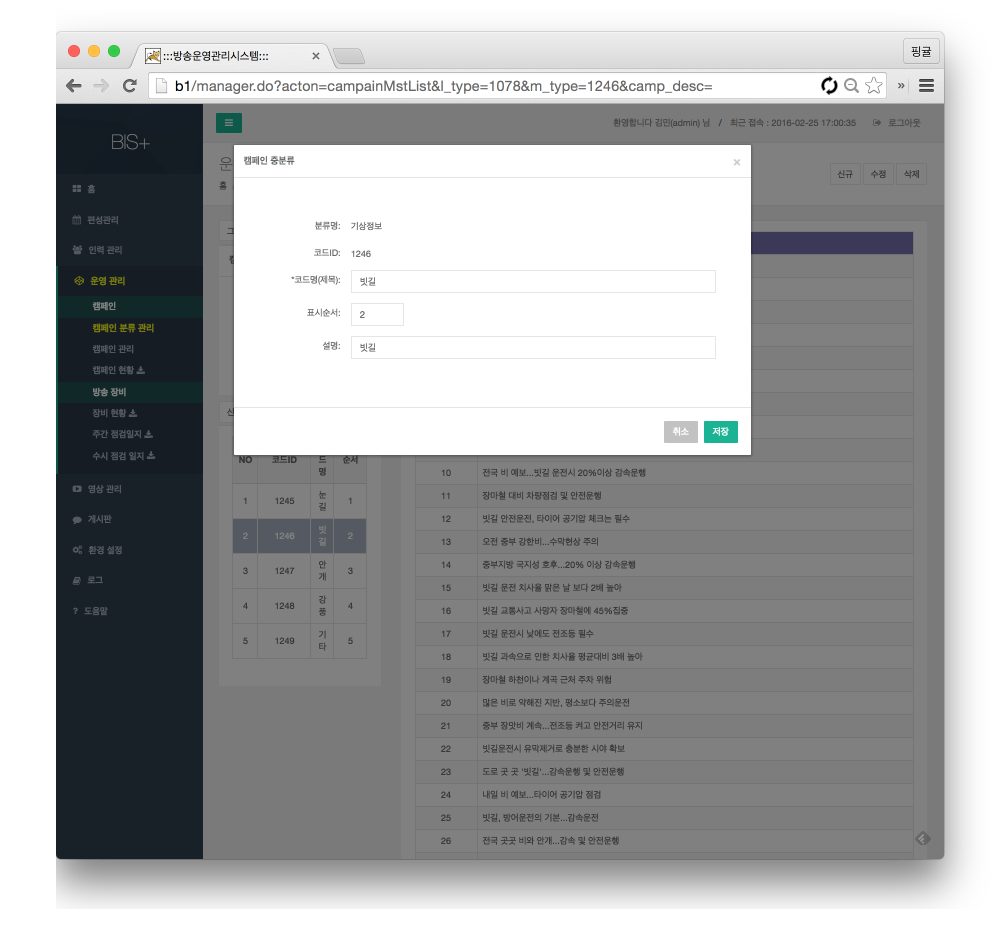 :::방송운영관리시스템:::
핑귤
b1/manager.do?acton=campainMstList&l_type=1078&m_type=1246&camp_desc=
BIS+
환영합니다 김민(admin) 님 / 최근 접속 : 2016-02-25 17:00:35 로그아웃
운
홈
신규 수정 삭제
홈
편성관리
인력 관리
운영 관리
캠페인
캠페인 분류 관리
캠페인 관리
캠페인 현황
방송 장비
장비 현황
주간 점검일지
수시 점검 일지
영상 관리
게시판
환경 설정
로그
? 도움말
캠페인 중분류 ×
분류명: 기상정보
코드ID: 1246
*코드명(제목): 빗길
표시순서: 2
설명: 빗길
취소 저장
NO 코드ID 드명 순서
1 1245 눈길 1
2 1246 빗길 2
3 1247 안개 3
4 1248 강풍 4
5 1249 기타 5
10 전국 비 예보...빗길 운전시 20%이상 감속운행
11 장마철 대비 차량점검 및 안전운행
12 빗길 안전운전, 타이어 공기압 체크는 필수
13 오전 중부 강한비...수막현상 주의
14 중부지방 국지성 호후...20% 이상 감속운행
15 빗길 운전 치사율 맑은 날 보다 2배 높아
16 빗길 교통사고 사망자 장마철에 45%집중
17 빗길 운전시 낮에도 전조등 필수
18 빗길 과속으로 인한 치사율 평균대비 3배 높아
19 장마철 하천이나 계곡 근처 주차 위험
20 많은 비로 약해진 지반, 평소보다 주의운전
21 중부 장맛비 계속...전조등 켜고 안전거리 유지
22 빗길운전시 유막제거로 충분한 시야 확보
23 도로 곳 곳 '빗길'...감속운행 및 안전운행
24 내일 비 예보...타이어 공기압 점검
25 빗길, 방어운전의 기본...감속운전
26 전국 곳곳 비와 안개...감속 및 안전운행